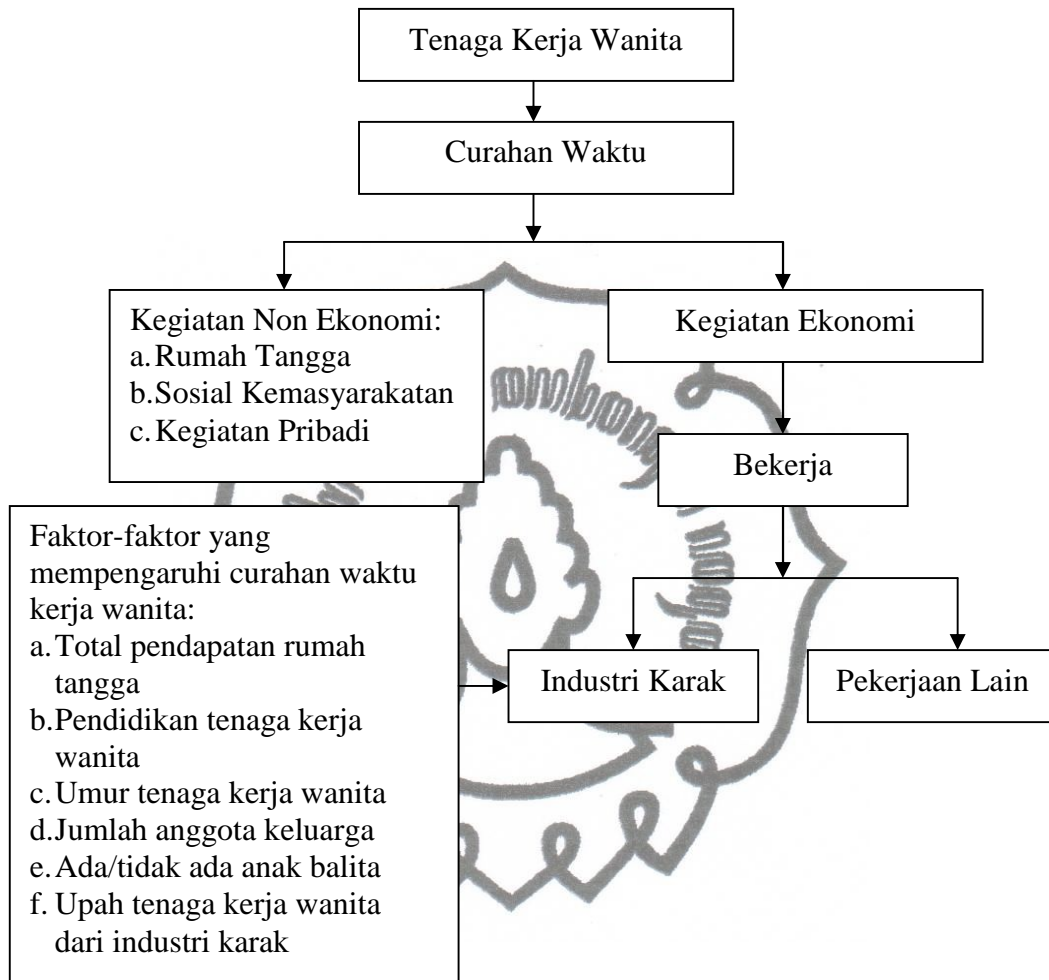 Tenaga Kerja Wanita
Curahan Waktu
Kegiatan Non Ekonomi:
a. Rumah Tangga
b. Sosial Kemasyarakatan
c. Kegiatan Pribadi
Kegiatan Ekonomi
Bekerja
Faktor-faktor yang
mempengaruhi curahan waktu
kerja wanita:
a. Total pendapatan rumah
tangga
b. Pendidikan tenaga kerja
wanita
c. Umur tenaga kerja wanita
d. Jumlah anggota keluarga
e. Ada/tidak ada anak balita
f. Upah tenaga kerja wanita
dari industri karak
Industri Karak
Pekerjaan Lain